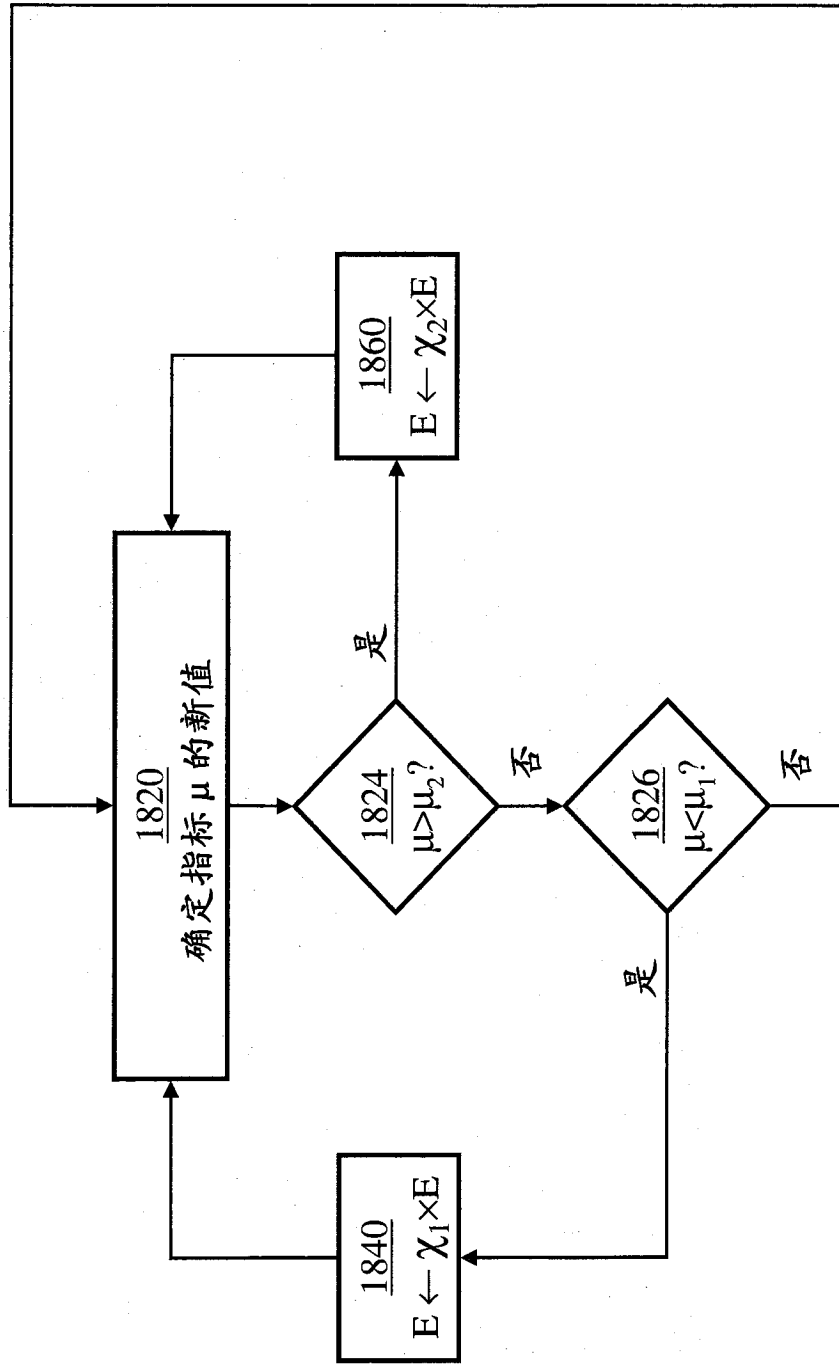 1820
确定指标 μ 的新值
1824
μ>μ₂?
是
1860
E ← χ₂×E
否
1826
μ<μ₁?
是
1840
E ← χ₁×E
否